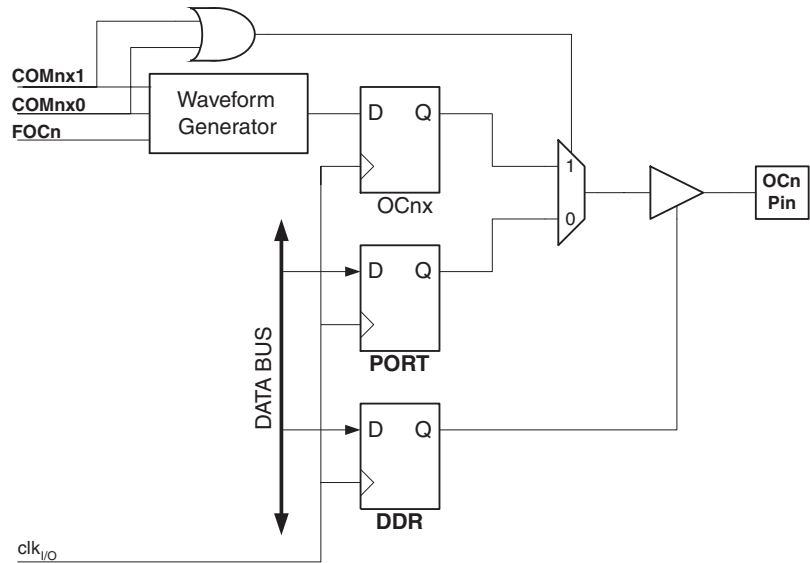 COMnx1
COMnx0
FOCn
Waveform
Generator
D Q
OCnx
1
0
OCn
Pin
D Q
PORT
DATA BUS
D Q
DDR
clkI/O